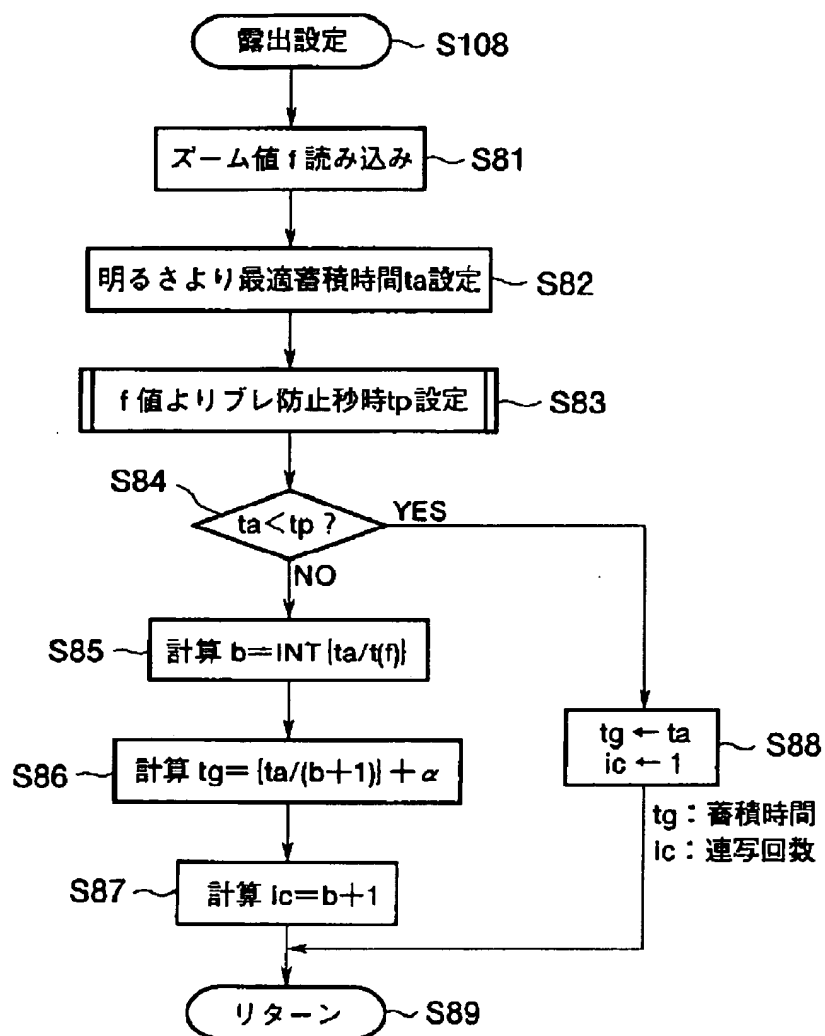 露出設定 S108
ズーム値 f 読み込み S81
明るさより最適蓄積時間ta設定 S82
f 値よりブレ防止秒時tp設定 S83
S84
ta<tp ?
YES
NO
S85 計算 b=INT{ta/t(f)}
S86 計算 tg={ta/(b+1)}+α
S87 計算 ic=b+1
tg ← ta
ic ← 1
S88
tg:蓄積時間
ic:連写回数
リターン S89